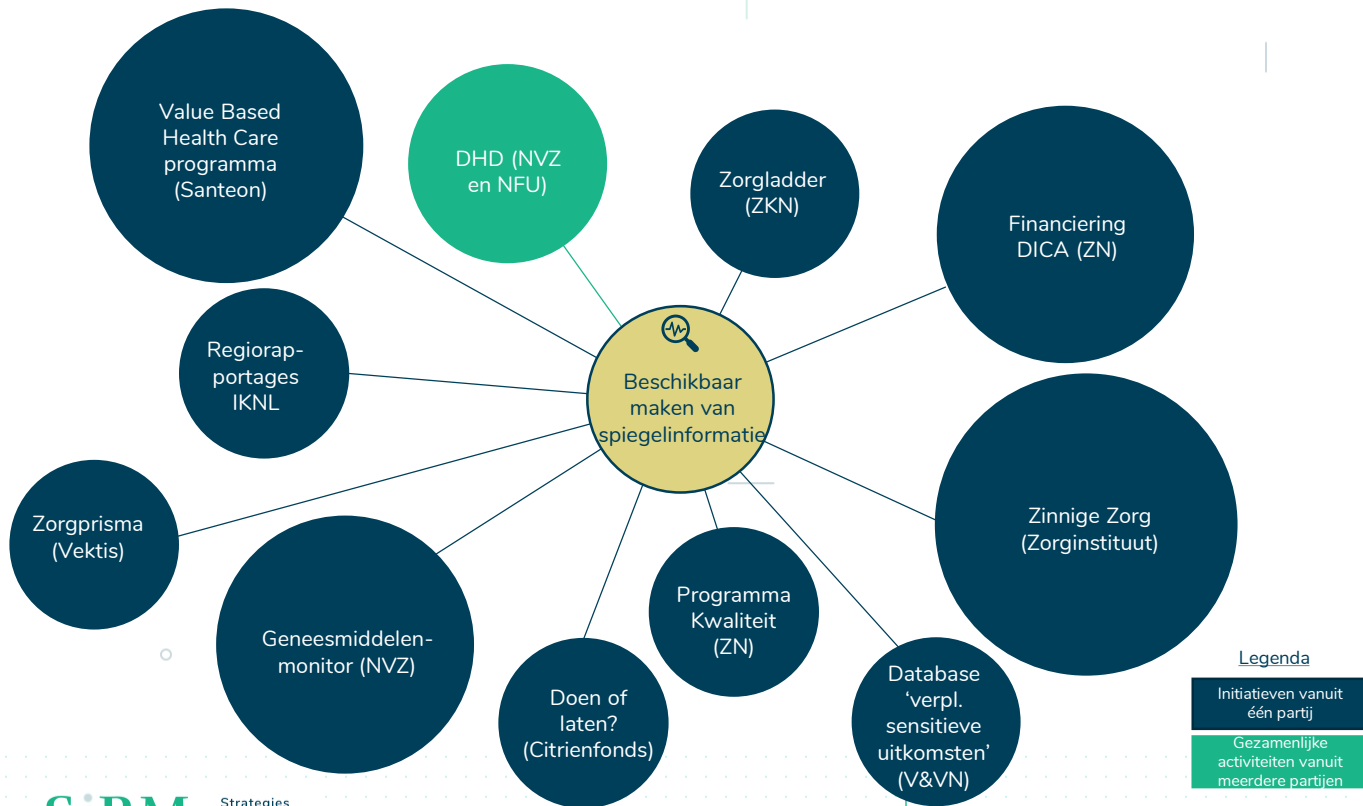 Value Based
Health Care
programma
(Santeon)
DHD (NVZ
en NFU)
Zorgladder
(ZKN)
Financiering
DICA (ZN)
Regiorap-
portages
IKNL
Beschikbaar
maken van
spiegelinformatie
Zorgprisma
(Vektis)
Zinnige Zorg
(Zorginstituut)
Geneesmiddelen-
monitor (NVZ)
Programma
Kwaliteit
(ZN)
Doen of
laten?
(Citrienfonds)
Database
‘verpl.
sensitieve
uitkomsten’
(V&VN)
Legenda
Initiatieven vanuit
één partij
Gezamenlijke
activiteiten vanuit
meerdere partijen
SiRM
Strategies